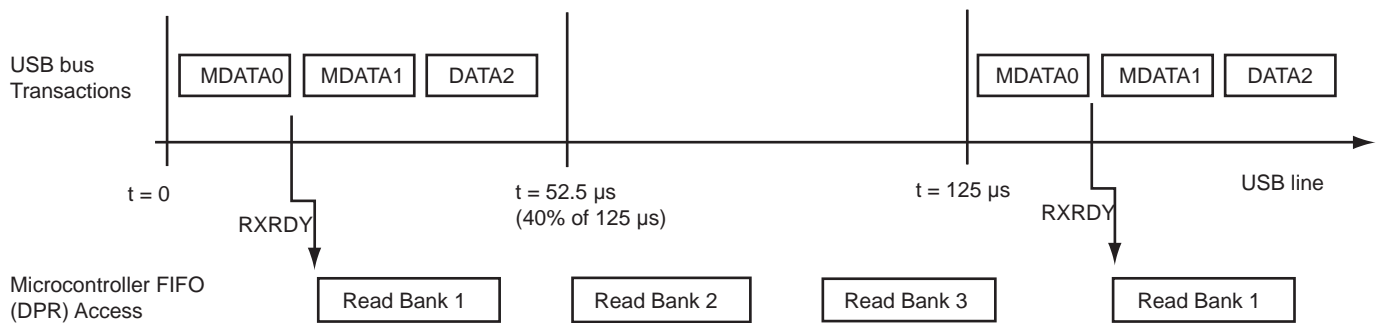 USB bus
Transactions
MDATA0
MDATA1
DATA2
MDATA0
MDATA1
DATA2
t = 0
t = 52.5 µs
(40% of 125 µs)
t = 125 µs
USB line
RXRDY
RXRDY
Microcontroller FIFO
(DPR) Access
Read Bank 1
Read Bank 2
Read Bank 3
Read Bank 1